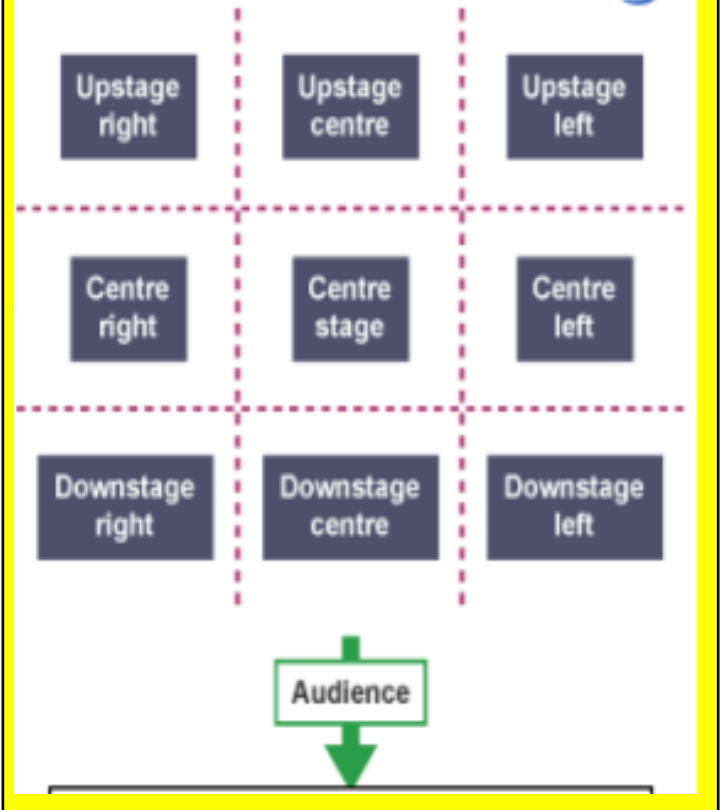 Upstage
right
Upstage
centre
Upstage
left
Centre
right
Centre
stage
Centre
left
Downstage
right
Downstage
centre
Downstage
left
Audience